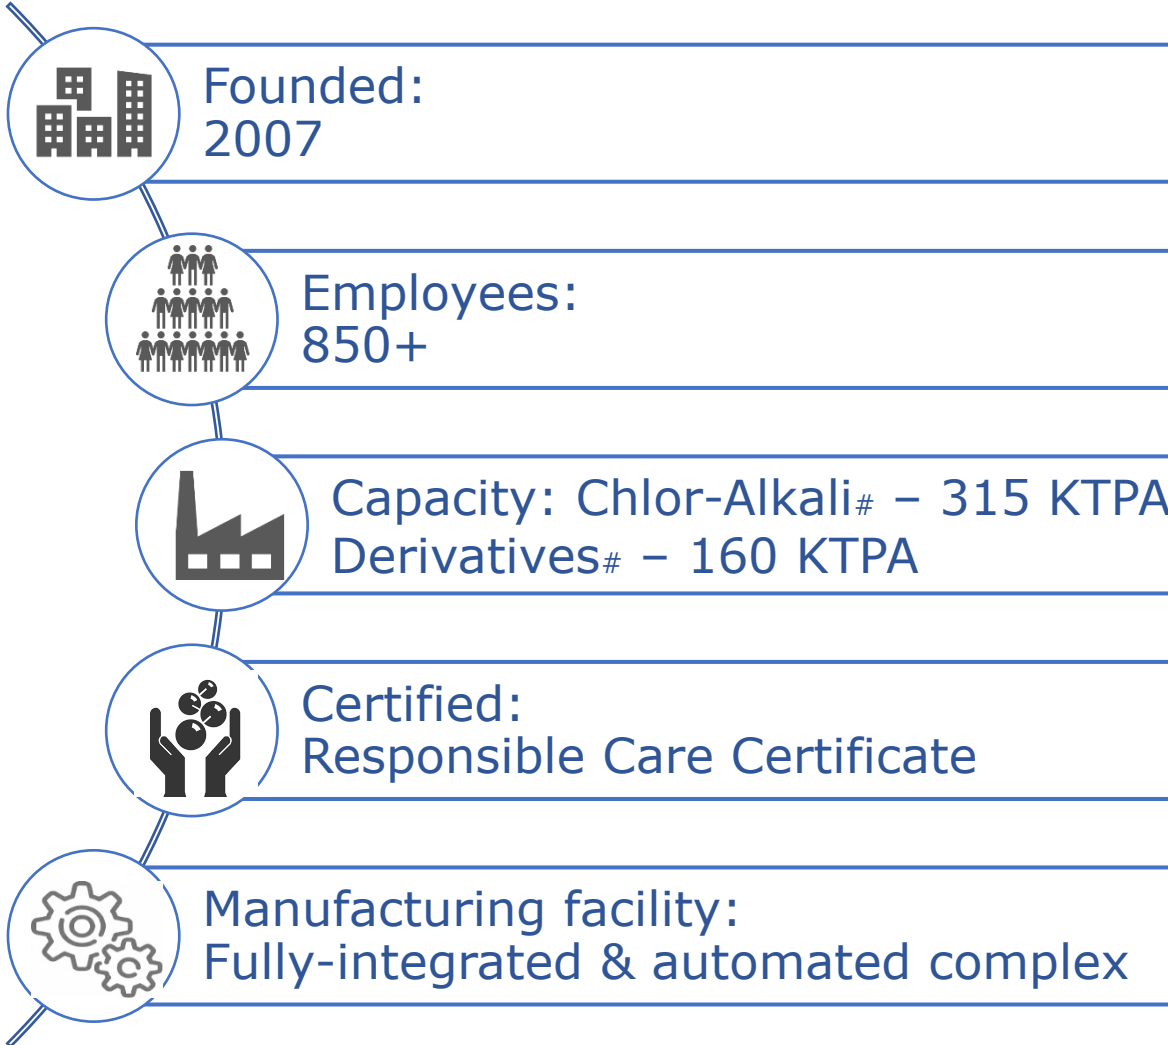 Founded:
2007
Employees:
850+
Capacity: Chlor-Alkali# – 315 KTPA
Derivatives# – 160 KTPA
Certified:
Responsible Care Certificate
Manufacturing facility:
Fully-integrated & automated complex